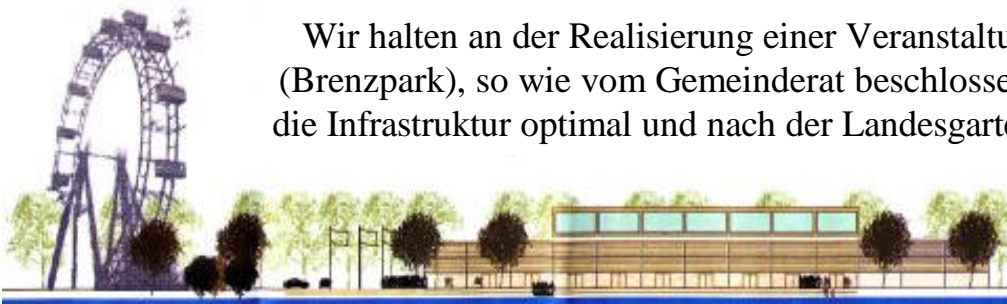 Wir halten an der Realisierung einer Veranstaltu
(Brenzpark), so wie vom Gemeinderat beschlosse
die Infrastruktur optimal und nach der Landesgart